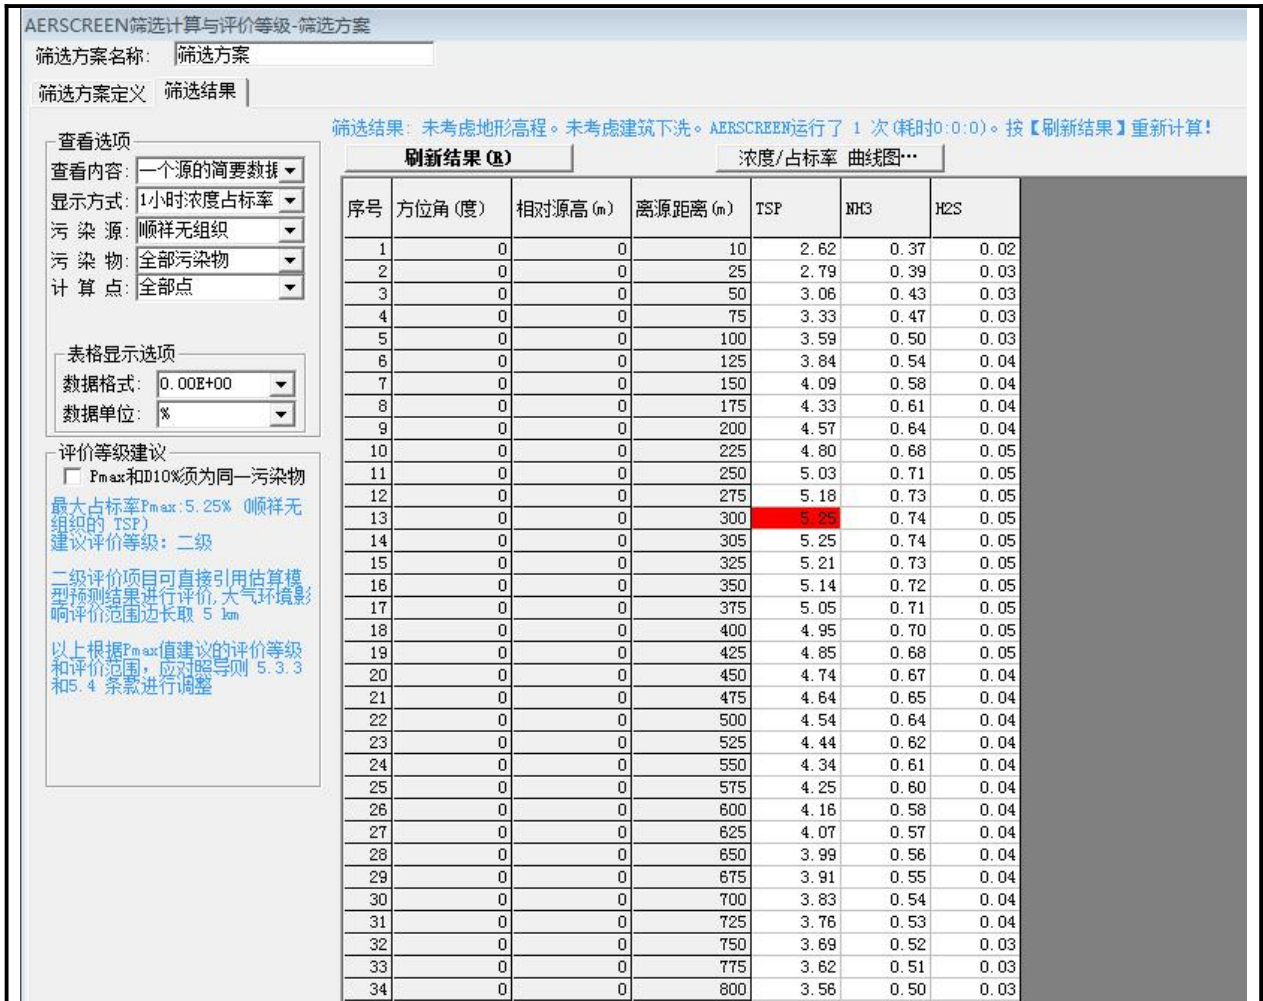 AERSCREEN筛选计算与评价等级-筛选方案
筛选方案名称: 筛选方案
筛选方案定义 筛选结果
筛选结果: 未考虑地形高程。未考虑建筑下洗。AERSCREEN运行了 1 次(耗时0:0:0)。按【刷新结果】重新计算!
刷新结果(R) 浓度/占标率 曲线图…
查看选项
查看内容: 一个源的简要数据
显示方式: 1小时浓度占标率
污 染 源: 顺祥无组织
污 染 物: 全部污染物
计 算 点: 全部点
表格显示选项
数据格式: 0.00E+00
数据单位: %
评价等级建议
Pmax和D10%须为同一污染物
最大占标率Pmax:5.25% (顺祥无
组织的 TSP)
建议评价等级: 二级
二级评价项目可直接引用估算模
型预测结果进行评价,大气环境影
响评价范围边长取 5 km
以上根据Pmax值建议的评价等级
和评价范围, 应对照导则 5.3.3
和5.4 条款进行调整
序号 方位角(度) 相对源高(m) 离源距离(m) TSP NH3 H2S
1 0 0 10 2.62 0.37 0.02
2 0 0 25 2.79 0.39 0.03
3 0 0 50 3.06 0.43 0.03
4 0 0 75 3.33 0.47 0.03
5 0 0 100 3.59 0.50 0.03
6 0 0 125 3.84 0.54 0.04
7 0 0 150 4.09 0.58 0.04
8 0 0 175 4.33 0.61 0.04
9 0 0 200 4.57 0.64 0.04
10 0 0 225 4.80 0.68 0.05
11 0 0 250 5.03 0.71 0.05
12 0 0 275 5.18 0.73 0.05
13 0 0 300 5.25 0.74 0.05
14 0 0 305 5.25 0.74 0.05
15 0 0 325 5.21 0.73 0.05
16 0 0 350 5.14 0.72 0.05
17 0 0 375 5.05 0.71 0.05
18 0 0 400 4.95 0.70 0.05
19 0 0 425 4.85 0.68 0.05
20 0 0 450 4.74 0.67 0.04
21 0 0 475 4.64 0.65 0.04
22 0 0 500 4.54 0.64 0.04
23 0 0 525 4.44 0.62 0.04
24 0 0 550 4.34 0.61 0.04
25 0 0 575 4.25 0.60 0.04
26 0 0 600 4.16 0.58 0.04
27 0 0 625 4.07 0.57 0.04
28 0 0 650 3.99 0.56 0.04
29 0 0 675 3.91 0.55 0.04
30 0 0 700 3.83 0.54 0.04
31 0 0 725 3.76 0.53 0.04
32 0 0 750 3.69 0.52 0.03
33 0 0 775 3.62 0.51 0.03
34 0 0 800 3.56 0.50 0.03